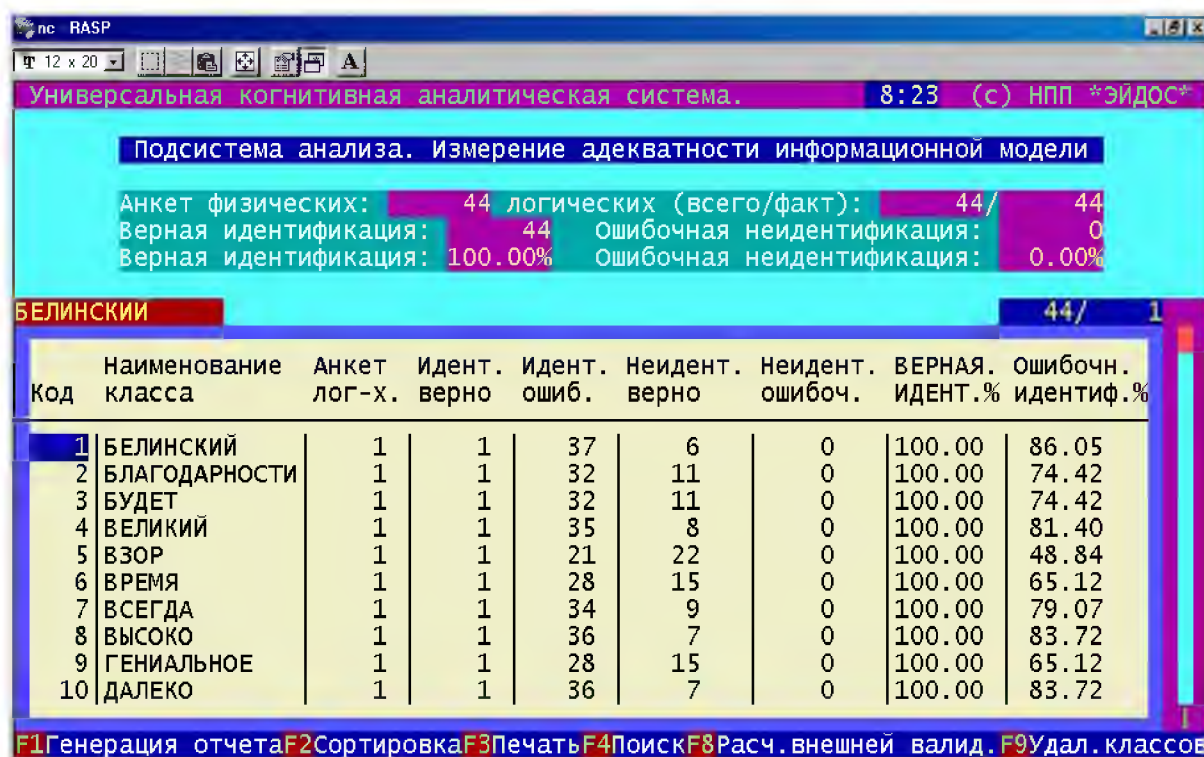 nc RASP
12 x 20
A
Универсальная когнитивная аналитическая система. 8:23 (с) НПП *ЭЙДОС*
Подсистема анализа. Измерение адекватности информационной модели
Анкет физических: 44 логических (всего/факт): 44/ 44
Верная идентификация: 44 Ошибочная неидентификация: 0
Верная идентификация: 100.00% Ошибочная неидентификация: 0.00%
БЕЛИНСКИЙ 44/ 1
Наименование Анкет Идент. Идент. Неидент. Неидент. ВЕРНАЯ. Ошибочн.
Код класса лог-х. верно ошиб. верно ошибоч. ИДЕНТ.% идентиф.%
1 БЕЛИНСКИЙ 1 1 37 6 0 100.00 86.05
2 БЛАГОДАРНОСТИ 1 1 32 11 0 100.00 74.42
3 БУДЕТ 1 1 32 11 0 100.00 74.42
4 ВЕЛИКИЙ 1 1 35 8 0 100.00 81.40
5 ВЗОР 1 1 21 22 0 100.00 48.84
6 ВРЕМЯ 1 1 28 15 0 100.00 65.12
7 ВСЕГДА 1 1 34 9 0 100.00 79.07
8 ВЫСОКО 1 1 36 7 0 100.00 83.72
9 ГЕНИАЛЬНОЕ 1 1 28 15 0 100.00 65.12
10 ДАЛЕКО 1 1 36 7 0 100.00 83.72
F1Генерация отчетаF2СортировкаF3ПечатьF4ПоискF8Расч.внешней валид.F9Удал.классов